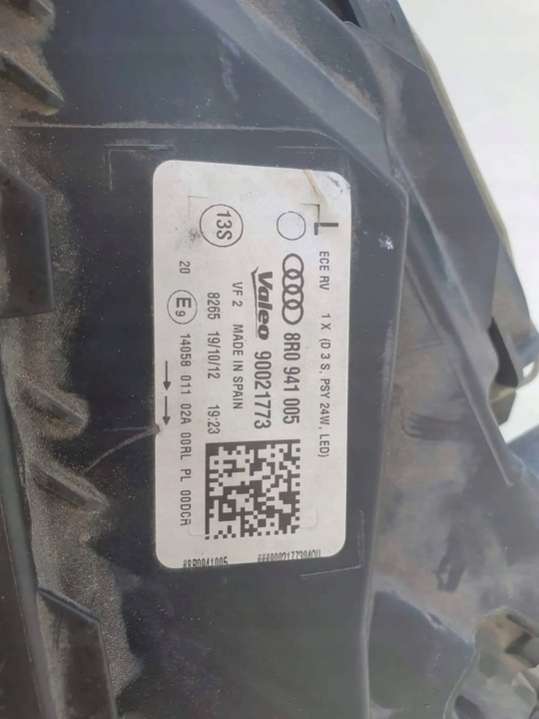 L
ECE RV 1 X (D 3 S, PSY 24W, LED)
8R0 941 005
Valeo 90021773
VF 2 MADE IN SPAIN
13S
8265 19/10/12 19:23
20 E9 14058 011 02A 00RL PL 00DCR
#8R0941005